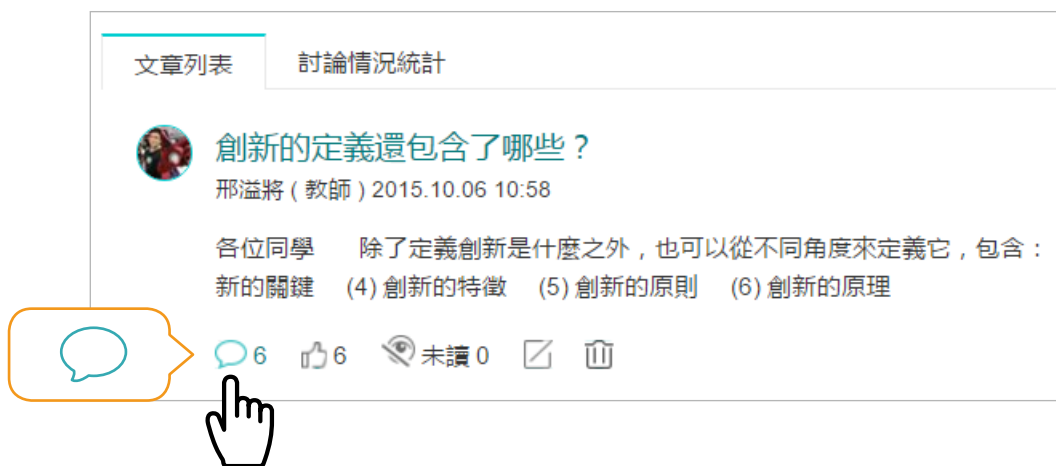 文章列表 討論情況統計
創新的定義還包含了哪些？
邢溢將 ( 教師 ) 2015.10.06 10:58
各位同學 除了定義創新是什麼之外，也可以從不同角度來定義它，包含：
新的關鍵 (4) 創新的特徵 (5) 創新的原則 (6) 創新的原理
6 6 未讀 0